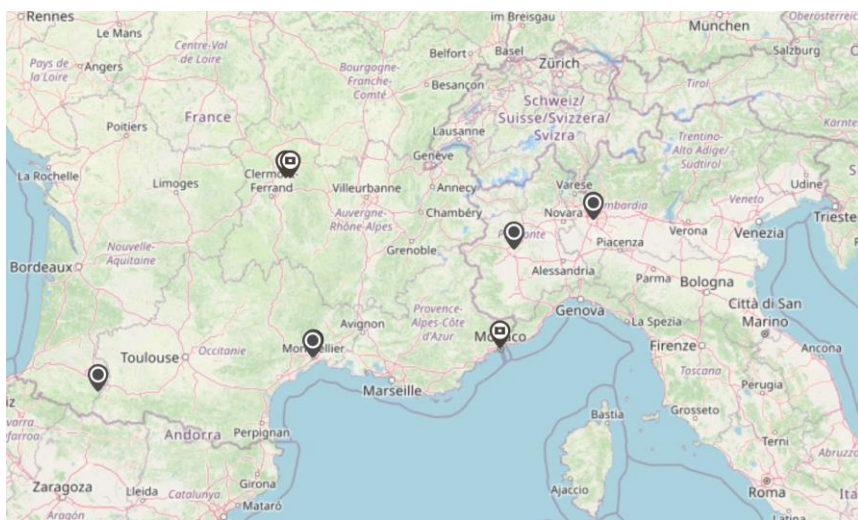 Rennes
Le Mans
im Breisgau
München
Oberösterreic
Centre-Val
de Loire
Belfort
Basel
Zürich
Salzburg
Pays de
la Loire
Angers
Bourgogne-
Franche-
Comté
Besançon
Tirol
Poitiers
France
Schweiz/
Suisse/Svizzera/
Svizra
Kärnte
Lausanne
Trentino-
Alto Adige/
Südtirol
La Rochelle
Limoges
Clermont-
Ferrand
Genève
Villeurbanne
Annecy
Varese
Udine
Auvergne-
Rhône-Alpes
Chambéry
Novara
Lombardia
Veneto
Trieste
Nouvelle-
Aquitaine
Grenoble
Piemonte
Piacenza
Verona
Venezia
Bordeaux
Alessandria
Parma
Bologna
Provence-
Alpes-Côte
d'Azur
Genova
Città di San
Marino
Avignon
La Spezia
Toulouse
Occitanie
Montpellier
Monaco
Firenze
Ancona
Marseille
Toscana
Perugia
Andorra
Perpignan
Bastia
Grosseto
Terni
Zaragoza
Lleida
Girona
Abruzz
Catalunya
Mataró
Ajaccio
Roma
Aragón
Latina
Ita